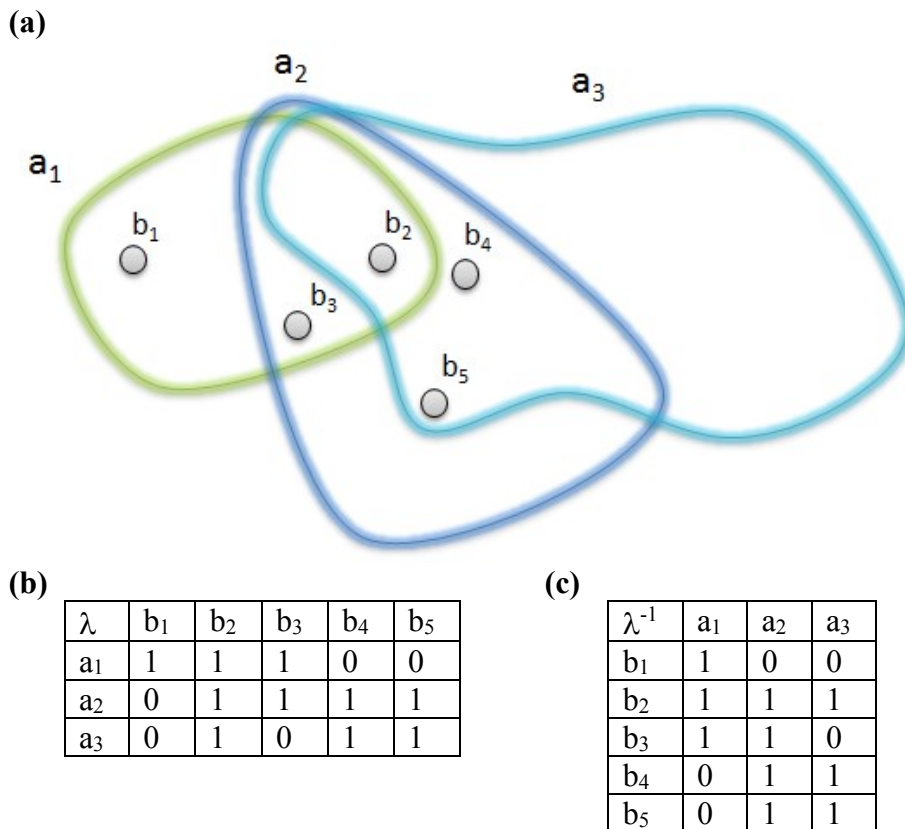 (a)
a₂
a₃
a₁
b₁
b₂
b₄
b₃
b₅
(b)
λ b₁ b₂ b₃ b₄ b₅
a₁ 1 1 1 0 0
a₂ 0 1 1 1 1
a₃ 0 1 0 1 1
(c)
λ⁻¹ a₁ a₂ a₃
b₁ 1 0 0
b₂ 1 1 1
b₃ 1 1 0
b₄ 0 1 1
b₅ 0 1 1